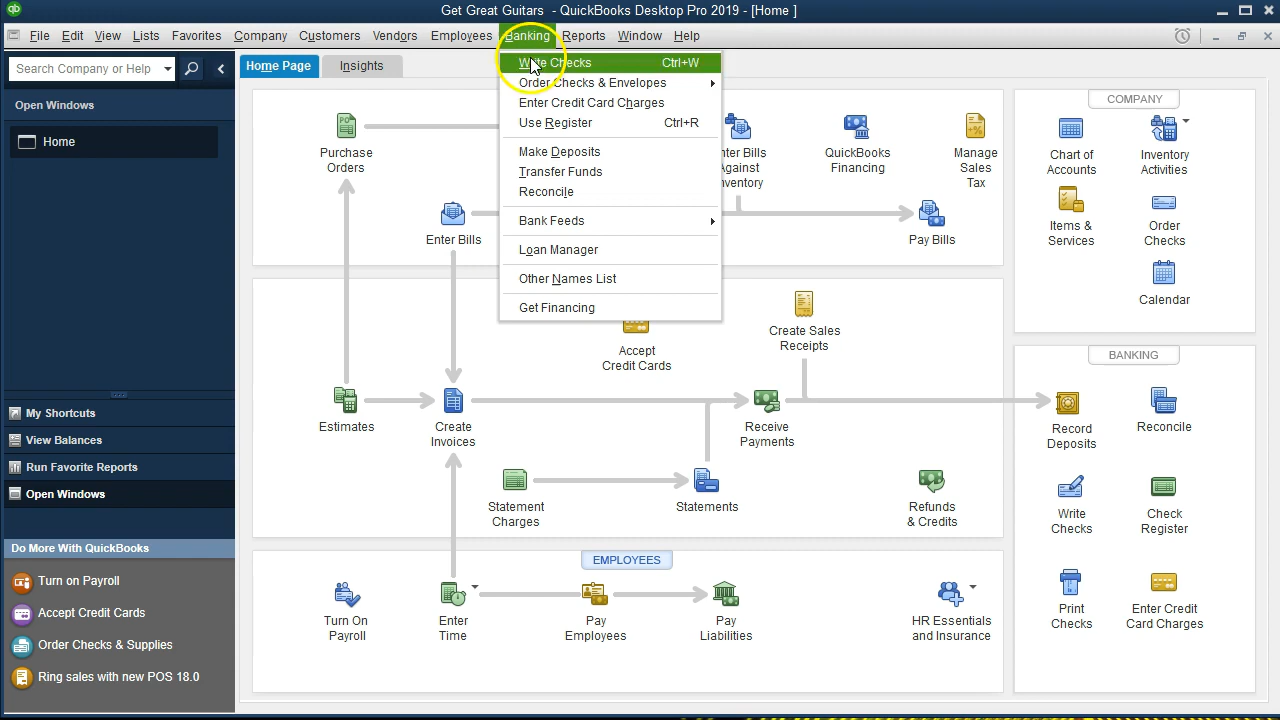 Get Great Guitars - QuickBooks Desktop Pro 2019 - [Home ]
File Edit View Lists Favorites Company Customers Vendors Employees Banking Reports Window Help
Search Company or Help
Home Page
Insights
Open Windows
Home
My Shortcuts
View Balances
Run Favorite Reports
Open Windows
Do More With QuickBooks
Turn on Payroll
Accept Credit Cards
Order Checks & Supplies
Ring sales with new POS 18.0
Write Checks Ctrl+W
Order Checks & Envelopes
Enter Credit Card Charges
Use Register Ctrl+R
Make Deposits
Transfer Funds
Reconcile
Bank Feeds
Loan Manager
Other Names List
Get Financing
PO
Purchase
Orders
nter Bills
Against
nventory
QuickBooks
Financing
Manage
Sales
Tax
Enter Bills
Pay Bills
Accept
Credit Cards
Create Sales
Receipts
Estimates
Create
Invoices
Receive
Payments
Statement
Charges
Statements
Refunds
& Credits
EMPLOYEES
Turn On
Payroll
Enter
Time
Pay
Employees
Pay
Liabilities
HR Essentials
and Insurance
COMPANY
Chart of
Accounts
Inventory
Activities
Items &
Services
Order
Checks
Calendar
BANKING
Record
Deposits
Reconcile
Write
Checks
Check
Register
Print
Checks
Enter Credit
Card Charges